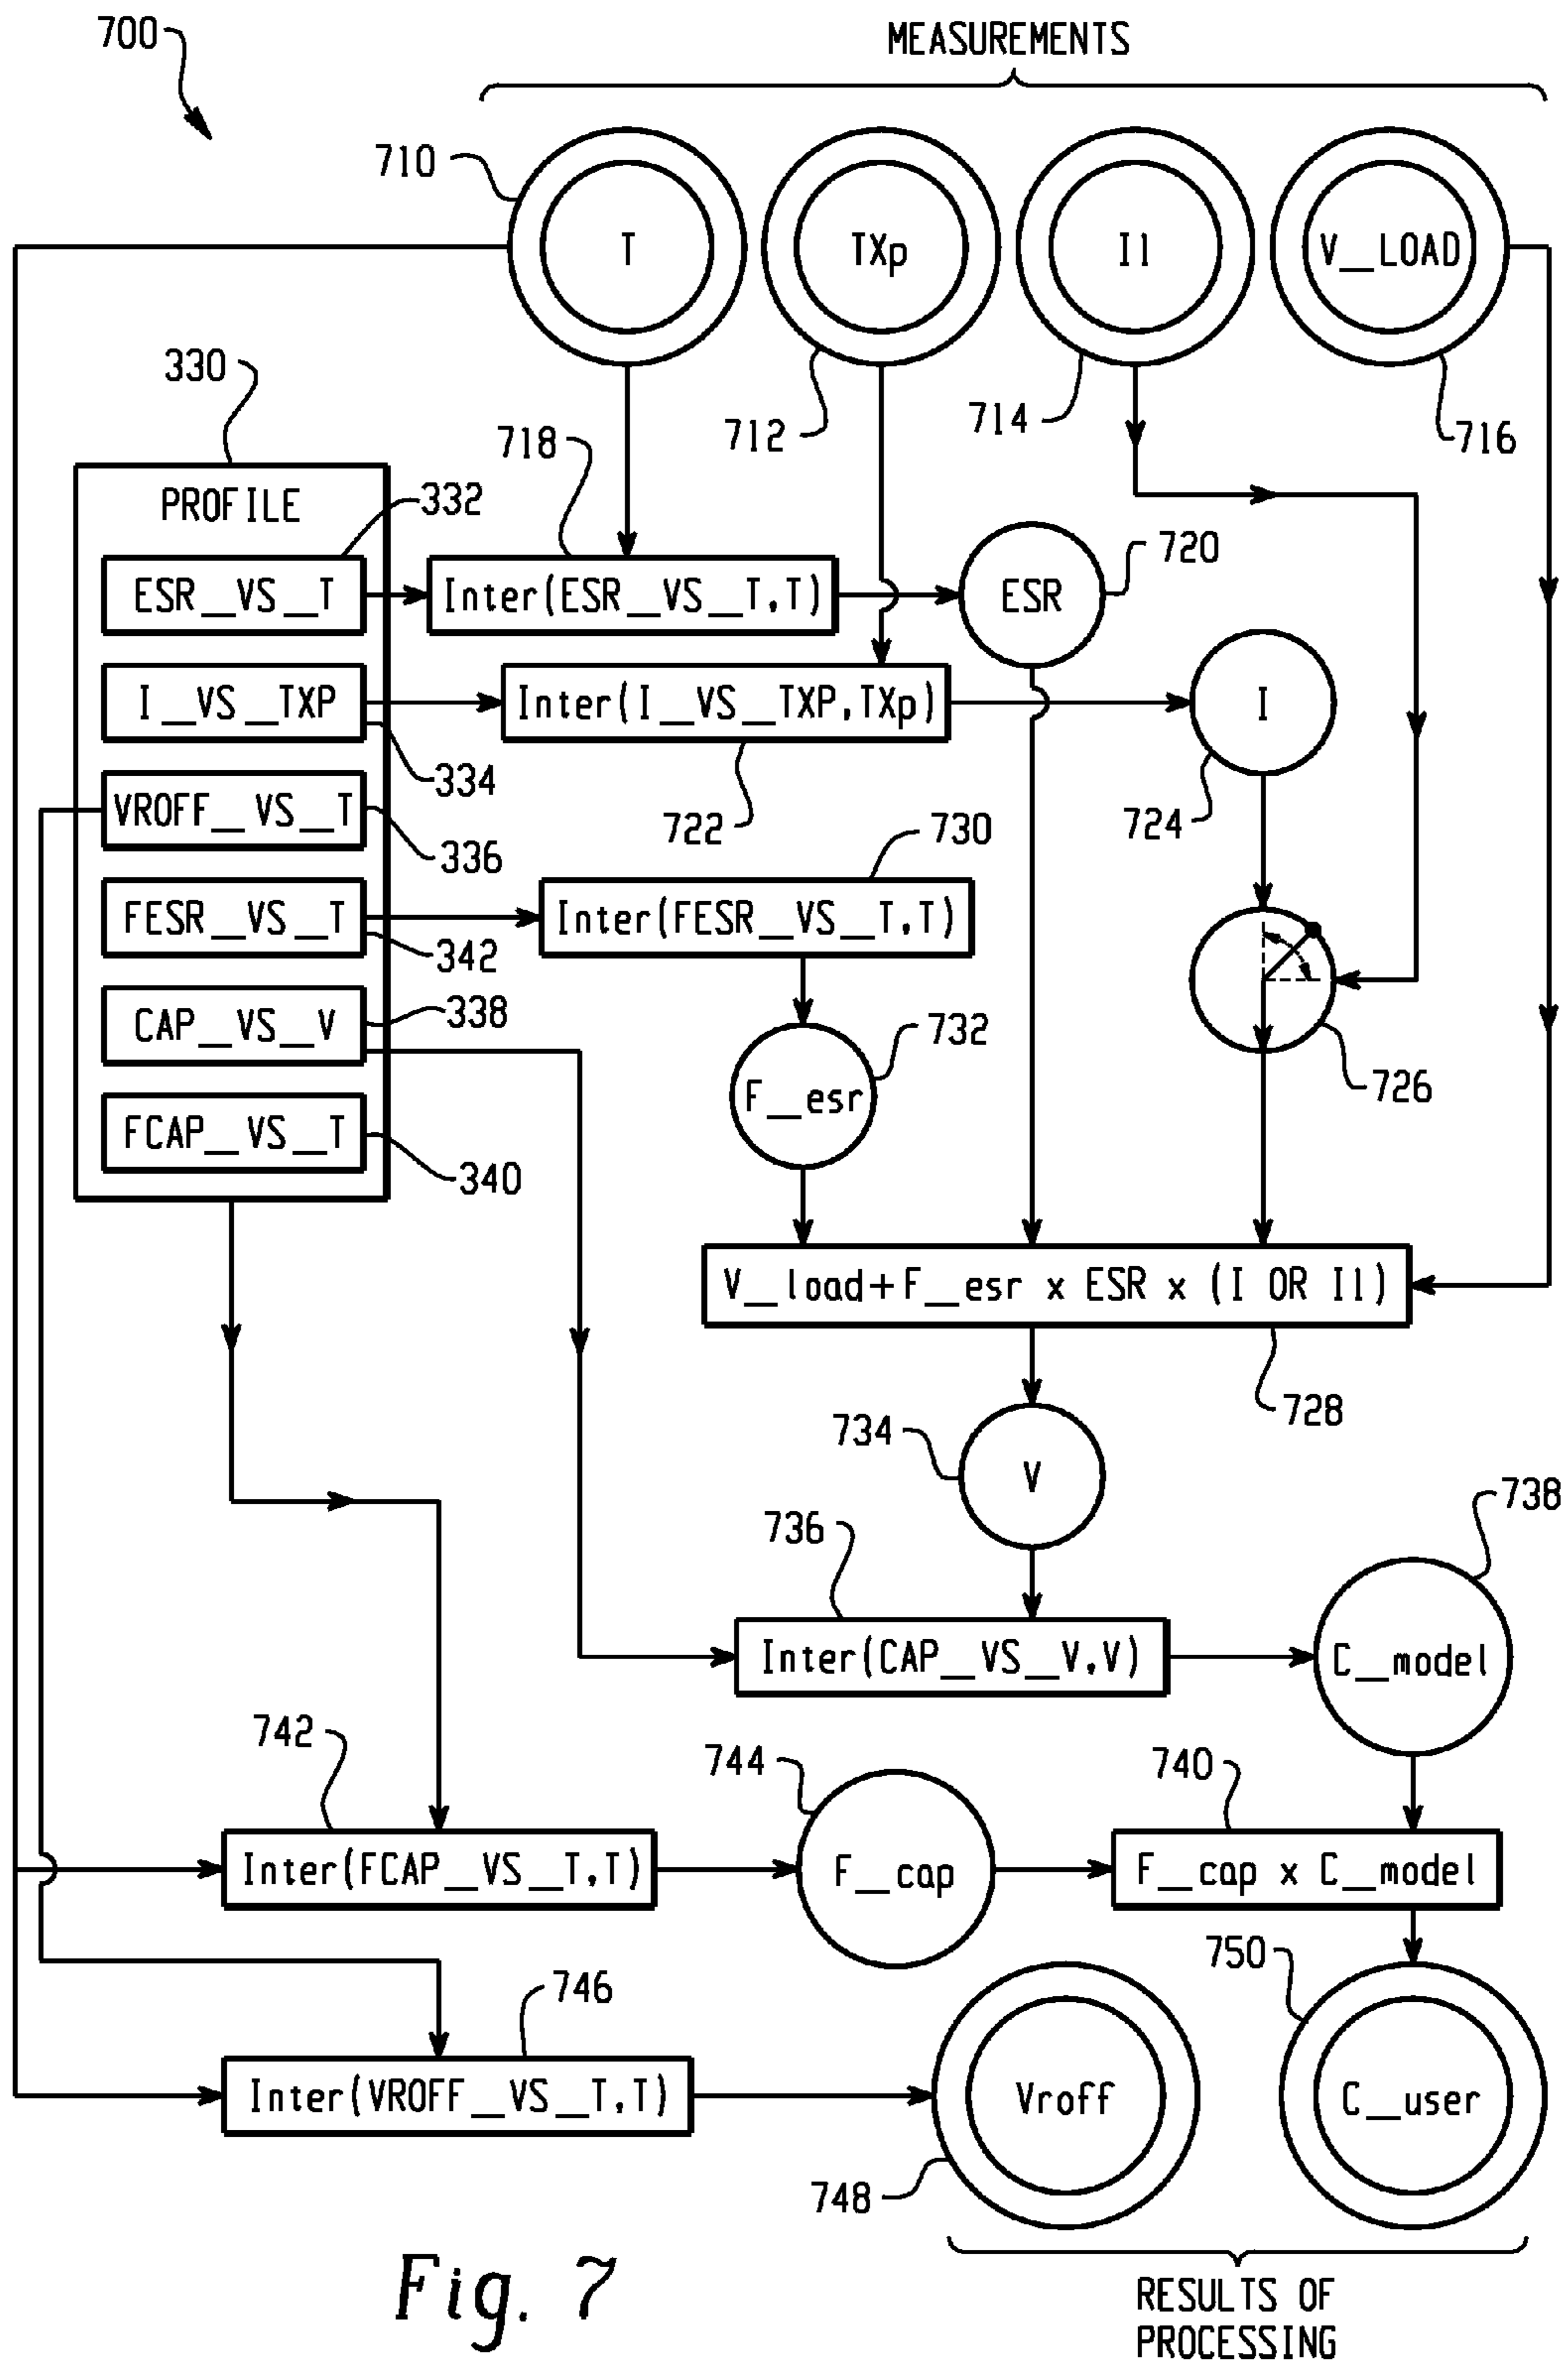 700
MEASUREMENTS
710
T
TXp
Il
V__LOAD
330
718
712
714
716
PROFILE
332
720
ESR__VS__T
Inter(ESR__VS__T,T)
ESR
I__VS__TXP
Inter(I__VS__TXP,TXp)
I
334
722
724
730
VROFF__VS__T
336
FESR__VS__T
Inter(FESR__VS__T,T)
342
CAP__VS__V
338
732
726
F__esr
FCAP__VS__T
340
V__load+F__esr x ESR x (I OR Il)
728
734
V
738
736
Inter(CAP__VS__V,V)
C__model
742
744
740
Inter(FCAP__VS__T,T)
F__cap
F__cap x C__model
750
746
Inter(VROFF__VS__T,T)
Vroff
C__user
748
Fig. 7
RESULTS OF
PROCESSING